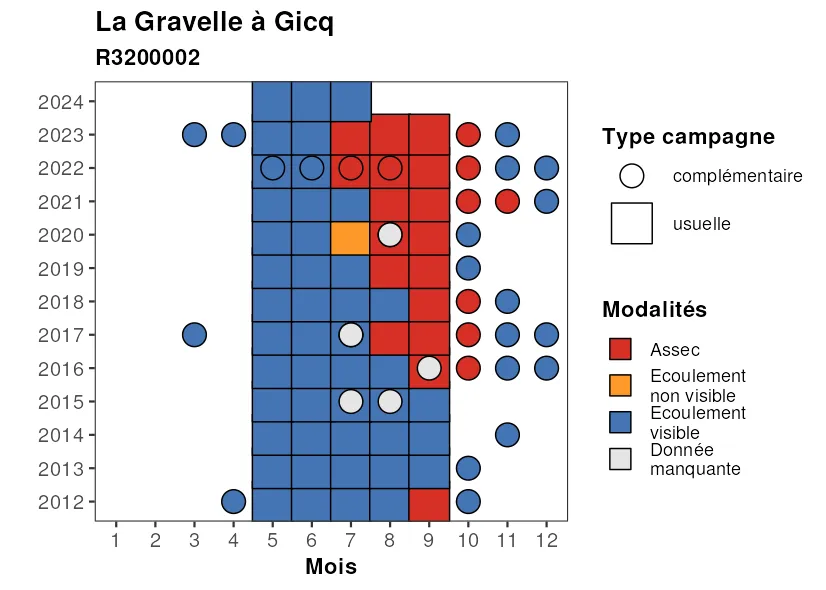 La Gravelle à Gicq
R3200002
2024
2023
2022
2021
2020
2019
2018
2017
2016
2015
2014
2013
2012
1 2 3 4 5 6 7 8 9 10 11 12
Mois
Type campagne
complémentaire
usuelle
Modalités
Assec
Ecoulement
non visible
Ecoulement
visible
Donnée
manquante